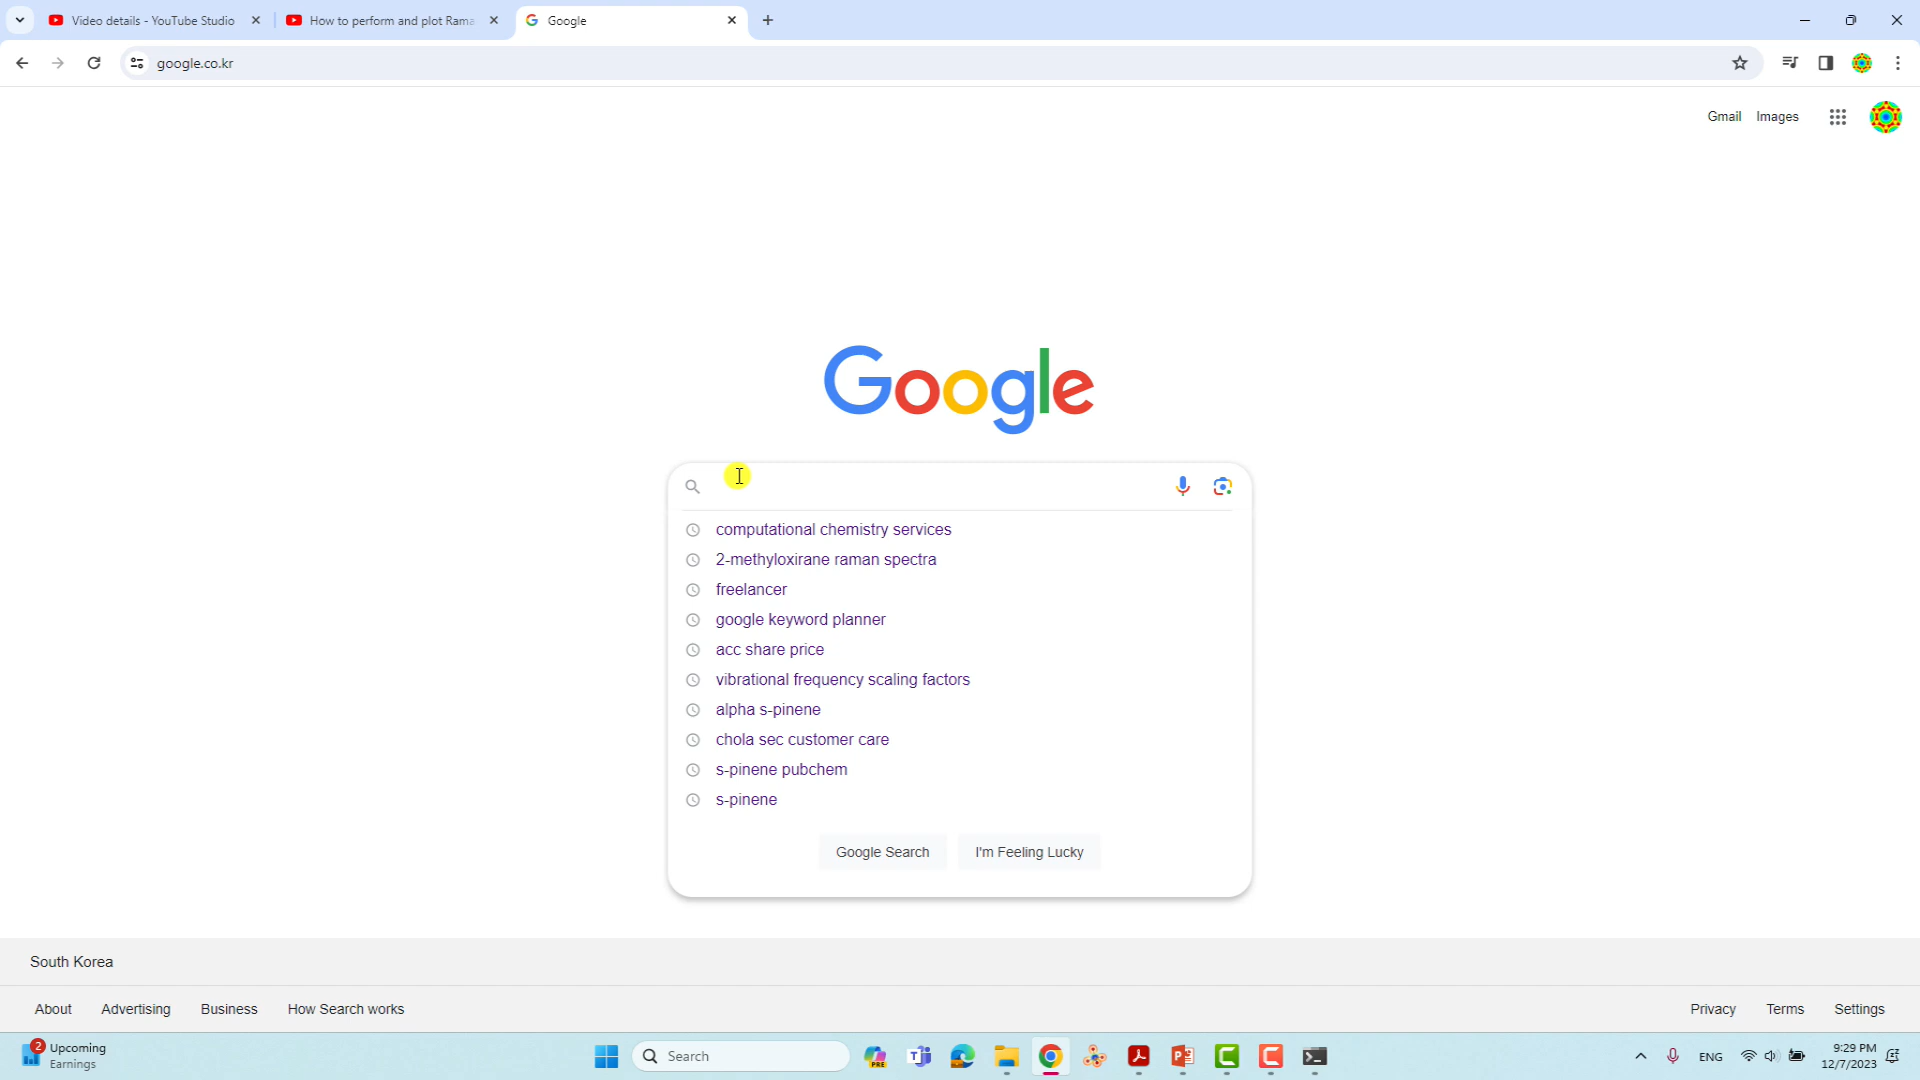 Video details - YouTube Studio
How to perform and plot Rama
Google
google.co.kr
Gmail Images
Google
computational chemistry services
2-methyloxirane raman spectra
freelancer
google keyword planner
acc share price
vibrational frequency scaling factors
alpha s-pinene
chola sec customer care
s-pinene pubchem
s-pinene
Google Search I'm Feeling Lucky
South Korea
About Advertising Business How Search works Privacy Terms Settings
2 Upcoming
Earnings
Search
PRE
ENG
9:29 PM
12/7/2023